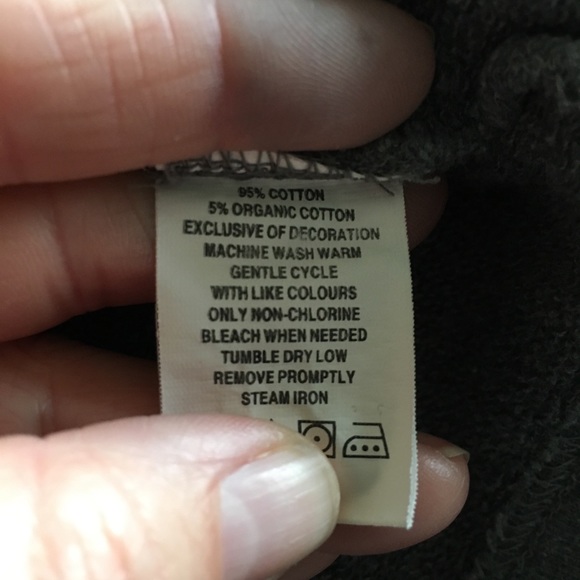 95% COTTON
5% ORGANIC COTTON
EXCLUSIVE OF DECORATION
MACHINE WASH WARM
GENTLE CYCLE
WITH LIKE COLOURS
ONLY NON-CHLORINE
BLEACH WHEN NEEDED
TUMBLE DRY LOW
REMOVE PROMPTLY
STEAM IRON